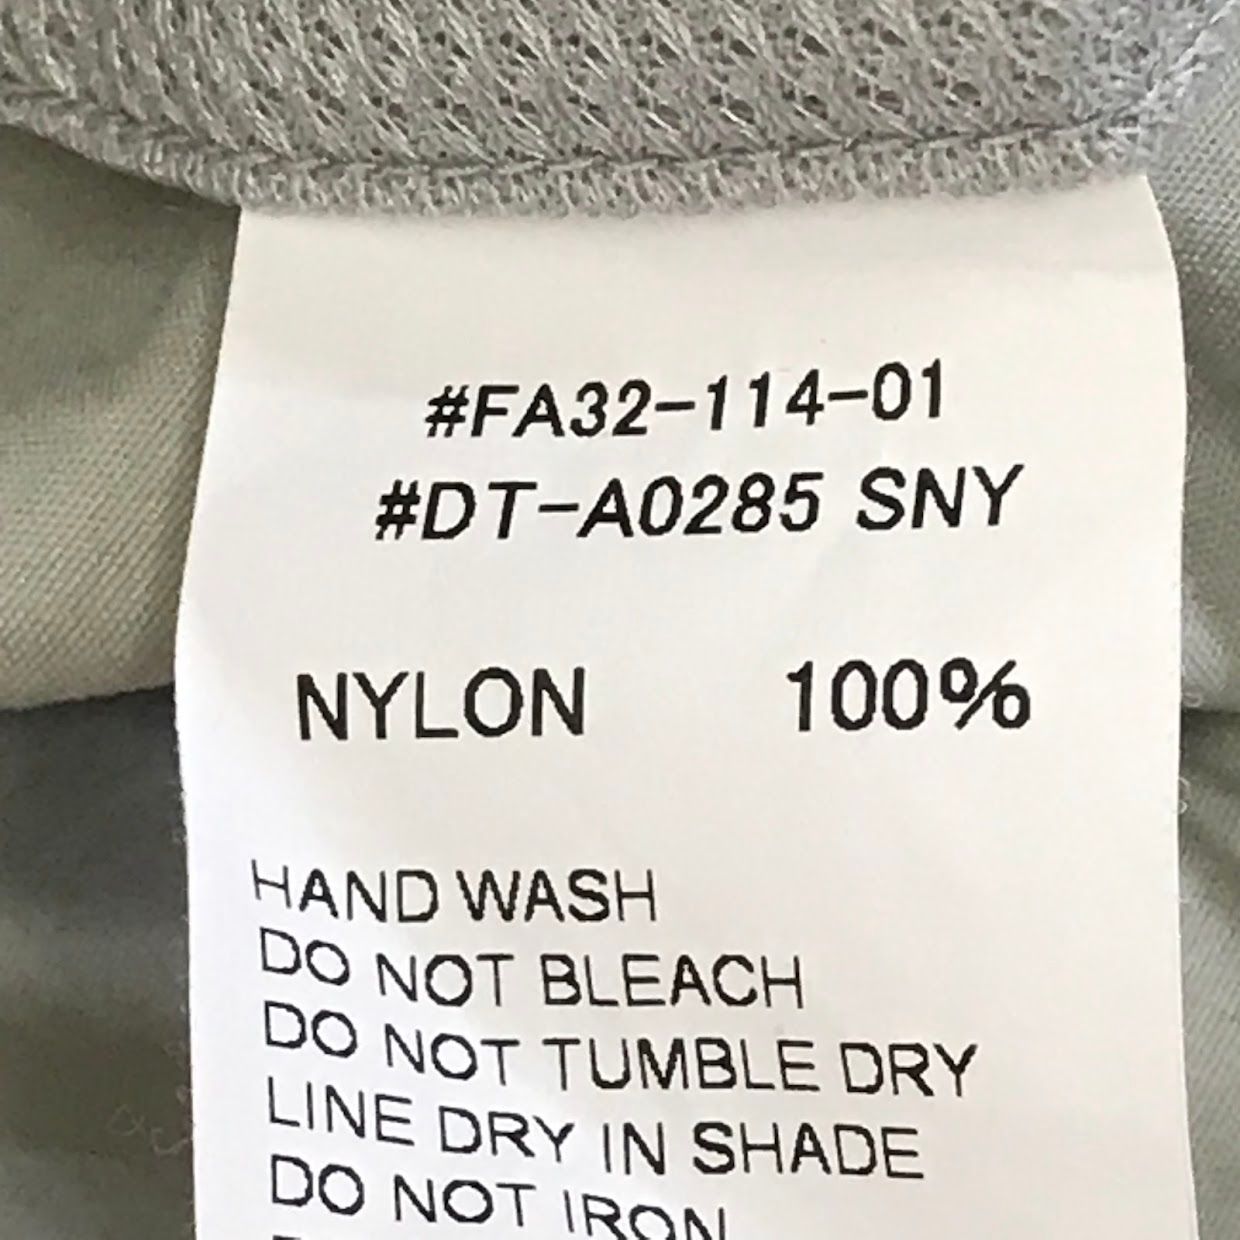 #FA32-114-01
#DT-A0285 SNY
NYLON 100%
HAND WASH
DO NOT BLEACH
DO NOT TUMBLE DRY
LINE DRY IN SHADE
DO NOT IRON